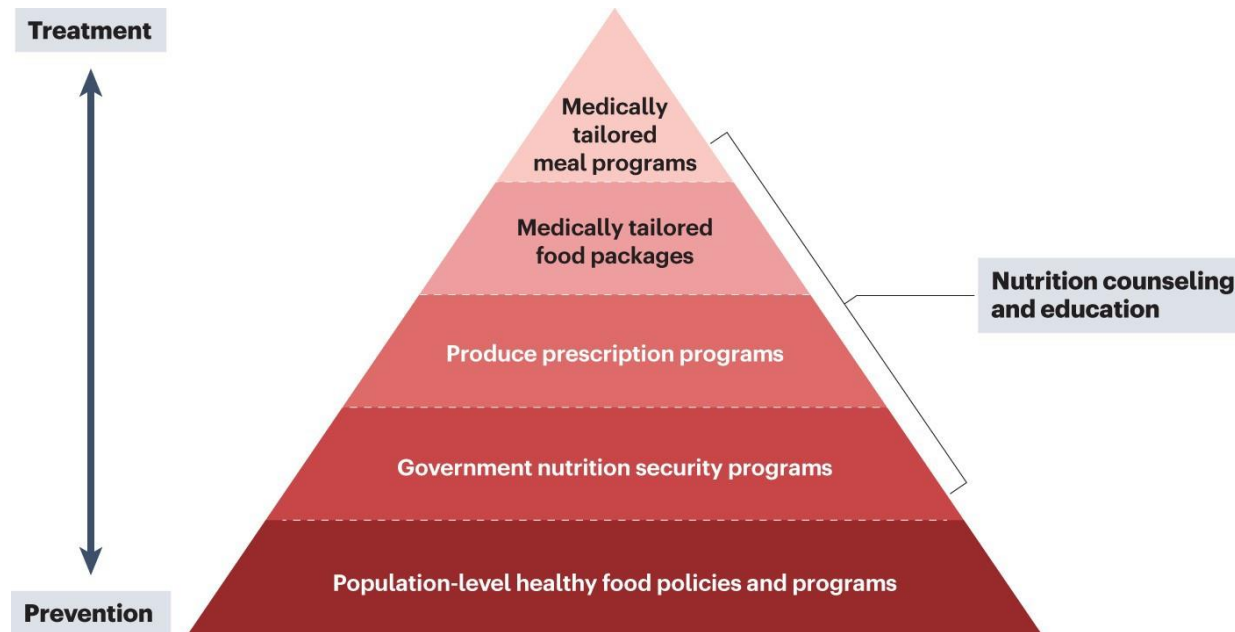 Treatment
Medically
tailored
meal programs
Medically tailored
food packages
Nutrition counseling
and education
Produce prescription programs
Government nutrition security programs
Population-level healthy food policies and programs
Prevention